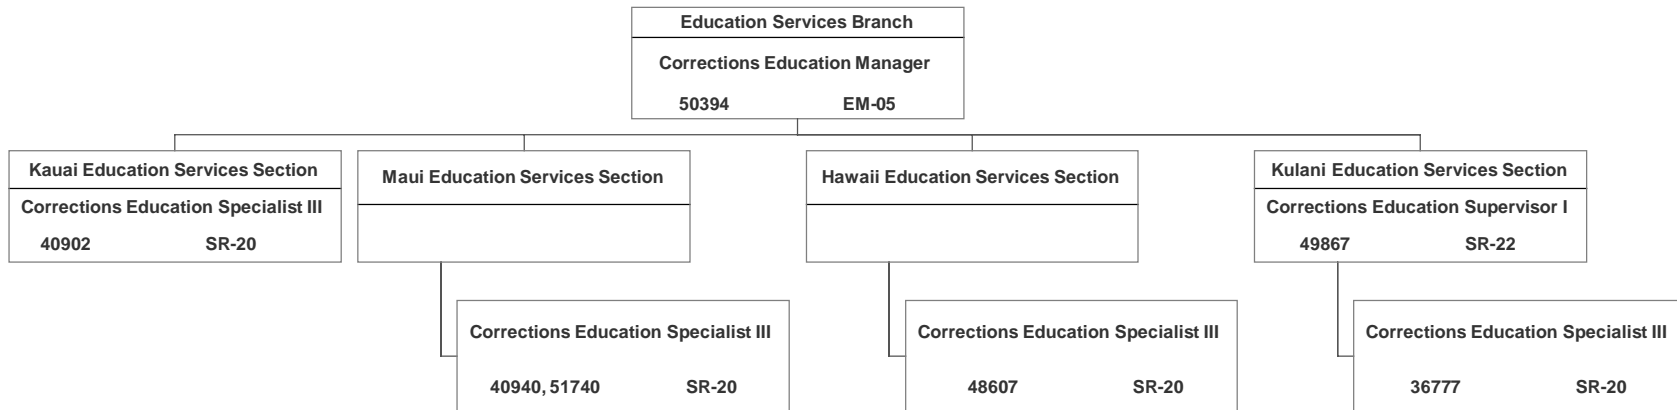 Education Services Branch
Corrections Education Manager
50394 EM-05
Kauai Education Services Section
Corrections Education Specialist III
40902 SR-20
Maui Education Services Section
Hawaii Education Services Section
Kulani Education Services Section
Corrections Education Supervisor I
49867 SR-22
Corrections Education Specialist III
40940, 51740 SR-20
Corrections Education Specialist III
48607 SR-20
Corrections Education Specialist III
36777 SR-20